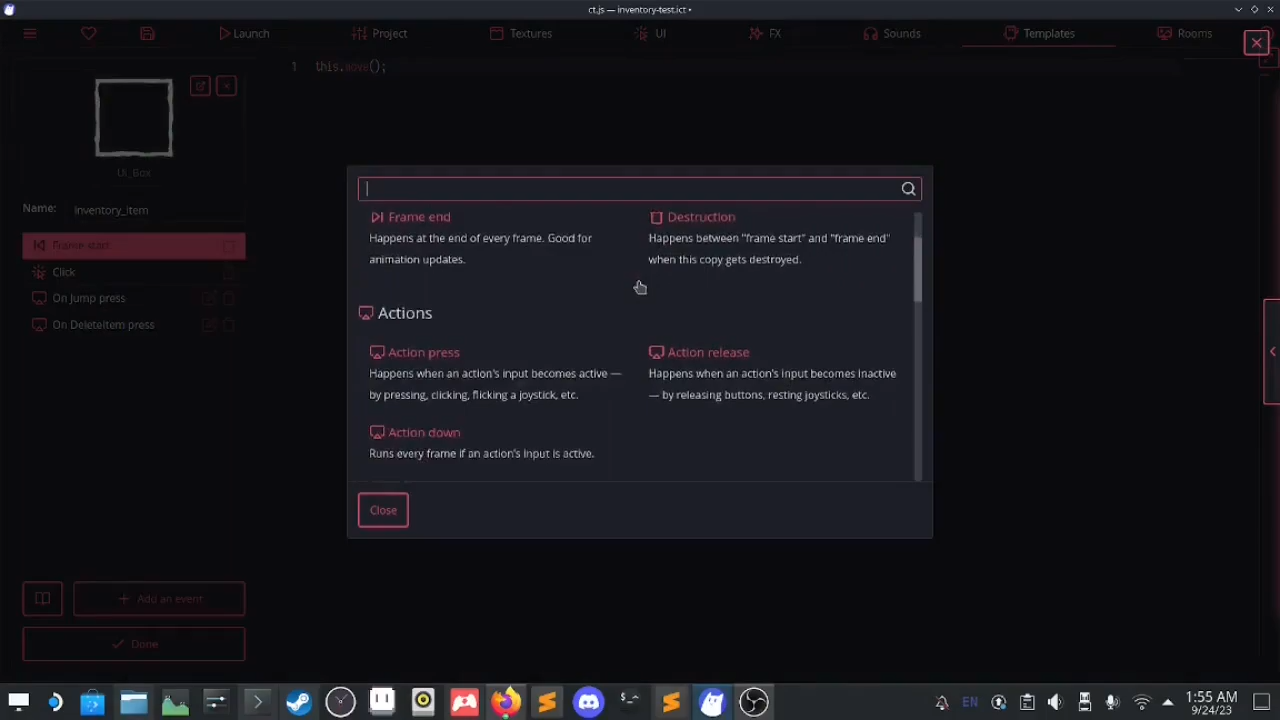 ct.js — inventory-test.ict •
Launch
Project
Textures
UI
FX
Sounds
Templates
Rooms
1 this.move();
Ui_Box
Name: Inventory_Item
Frame start
Click
On Jump press
On DeleteItem press
Add an event
Done
Frame end
Happens at the end of every frame. Good for
animation updates.
Destruction
Happens between "frame start" and "frame end"
when this copy gets destroyed.
Actions
Action press
Happens when an action's input becomes active —
by pressing, clicking, flicking a joystick, etc.
Action release
Happens when an action's input becomes inactive
— by releasing buttons, resting joysticks, etc.
Action down
Runs every frame if an action's input is active.
Close
EN
1:55 AM
9/24/23